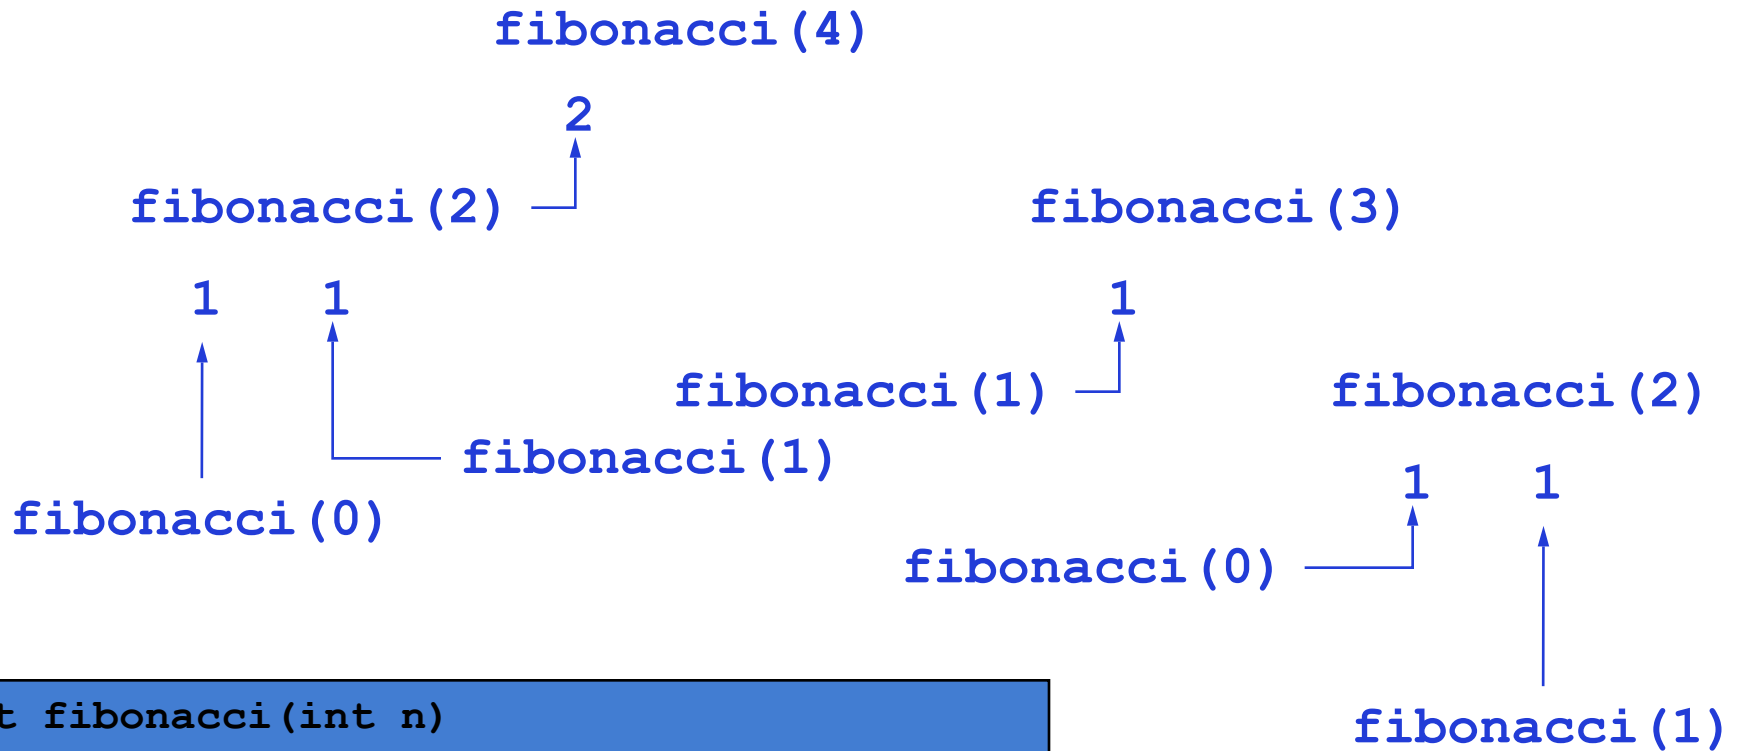 fibonacci(4)
2
fibonacci(2) fibonacci(3)
1 1 1
fibonacci(1) fibonacci(2)
fibonacci(1)
1 1
fibonacci(0)
fibonacci(0)
t fibonacci(int n)
fibonacci(1)